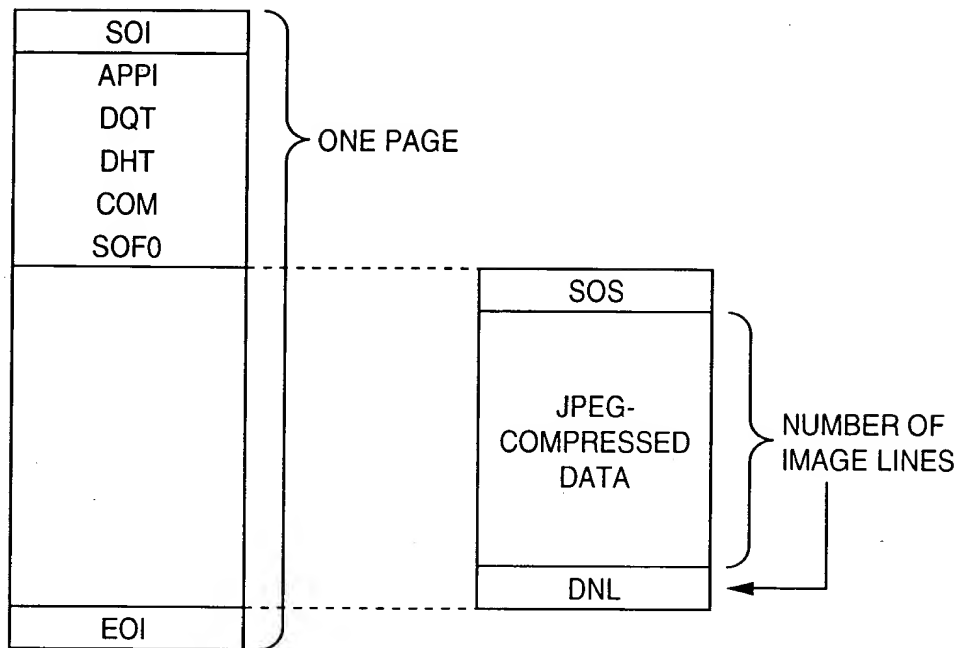 SOI
APPI
DQT
DHT
COM
SOF0
EOI
ONE PAGE
SOS
JPEG-
COMPRESSED
DATA
DNL
NUMBER OF
IMAGE LINES